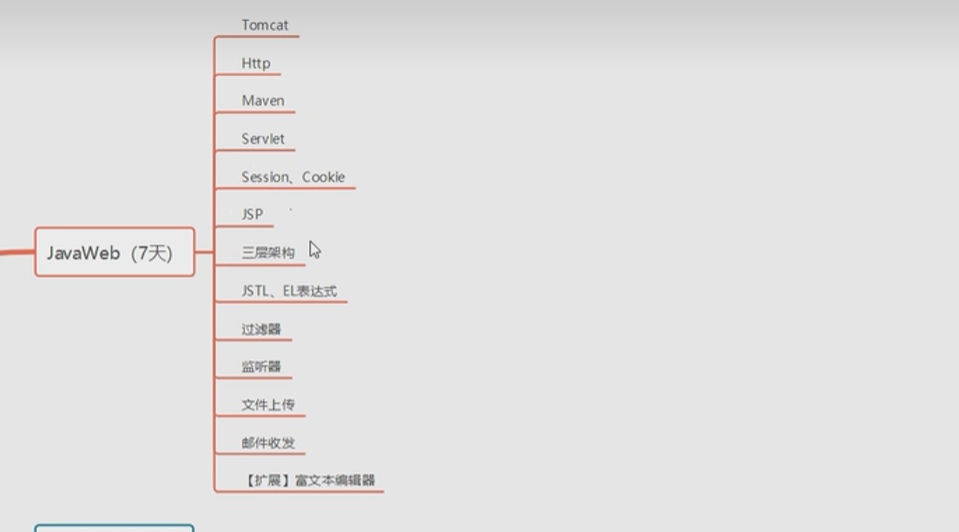 Tomcat
Http
Maven
Servlet
Session、Cookie
JSP
JavaWeb（7天）
三层架构
JSTL、EL表达式
过滤器
监听器
文件上传
邮件收发
【扩展】富文本编辑器